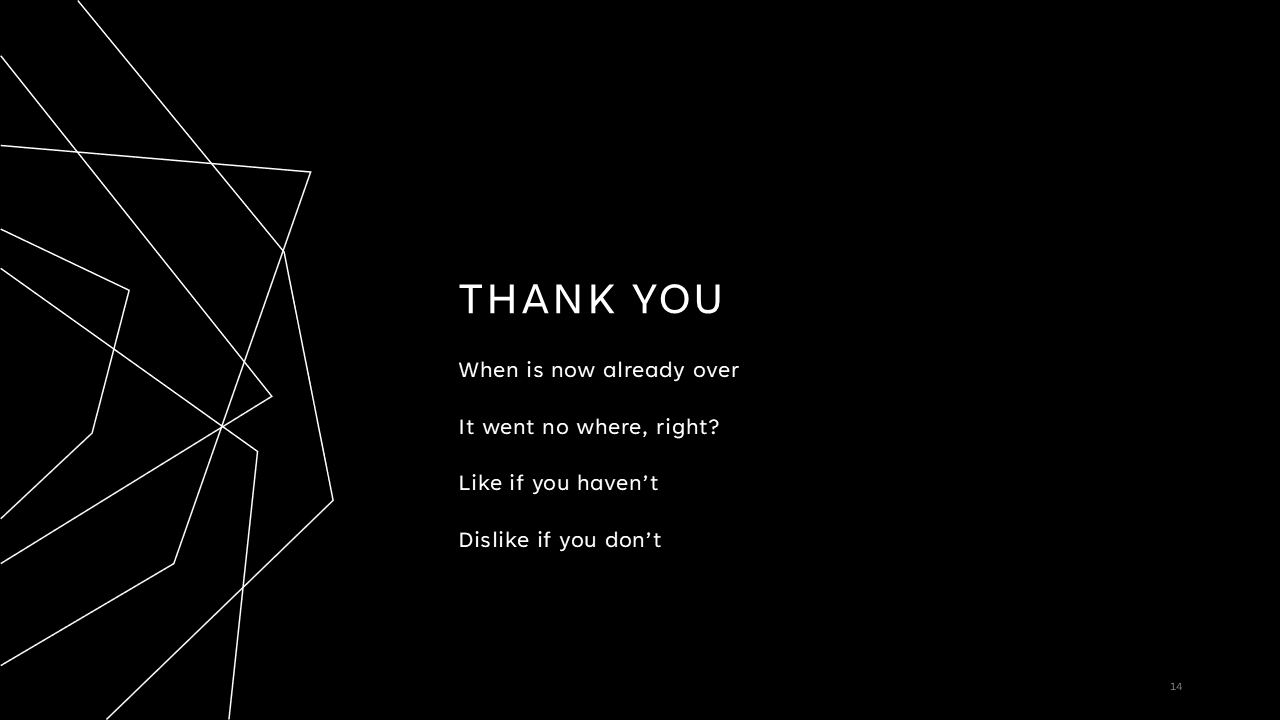 THANK YOU
When is now already over
It went no where, right?
Like if you haven’t
Dislike if you don’t
14